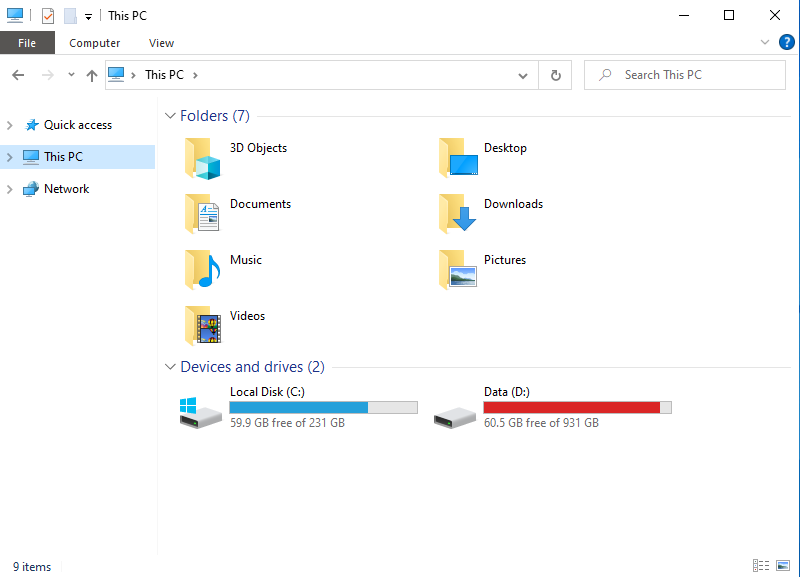 This PC
File Computer View
This PC
Search This PC
Quick access
This PC
Network
Folders (7)
3D Objects
Desktop
Documents
Downloads
Music
Pictures
Videos
Devices and drives (2)
Local Disk (C:)
59.9 GB free of 231 GB
Data (D:)
60.5 GB free of 931 GB
9 items